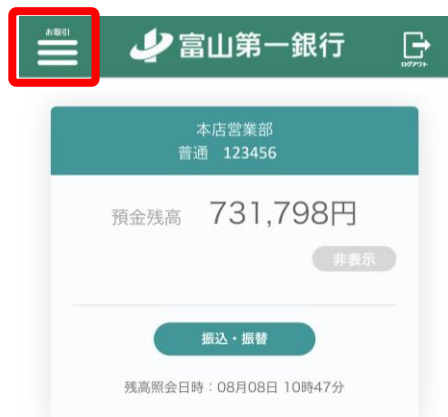 お取引
富山第一銀行
ログアウト
本店営業部
普通 123456
預金残高 731,798円
非表示
振込・振替
残高照会日時：08月08日 10時47分